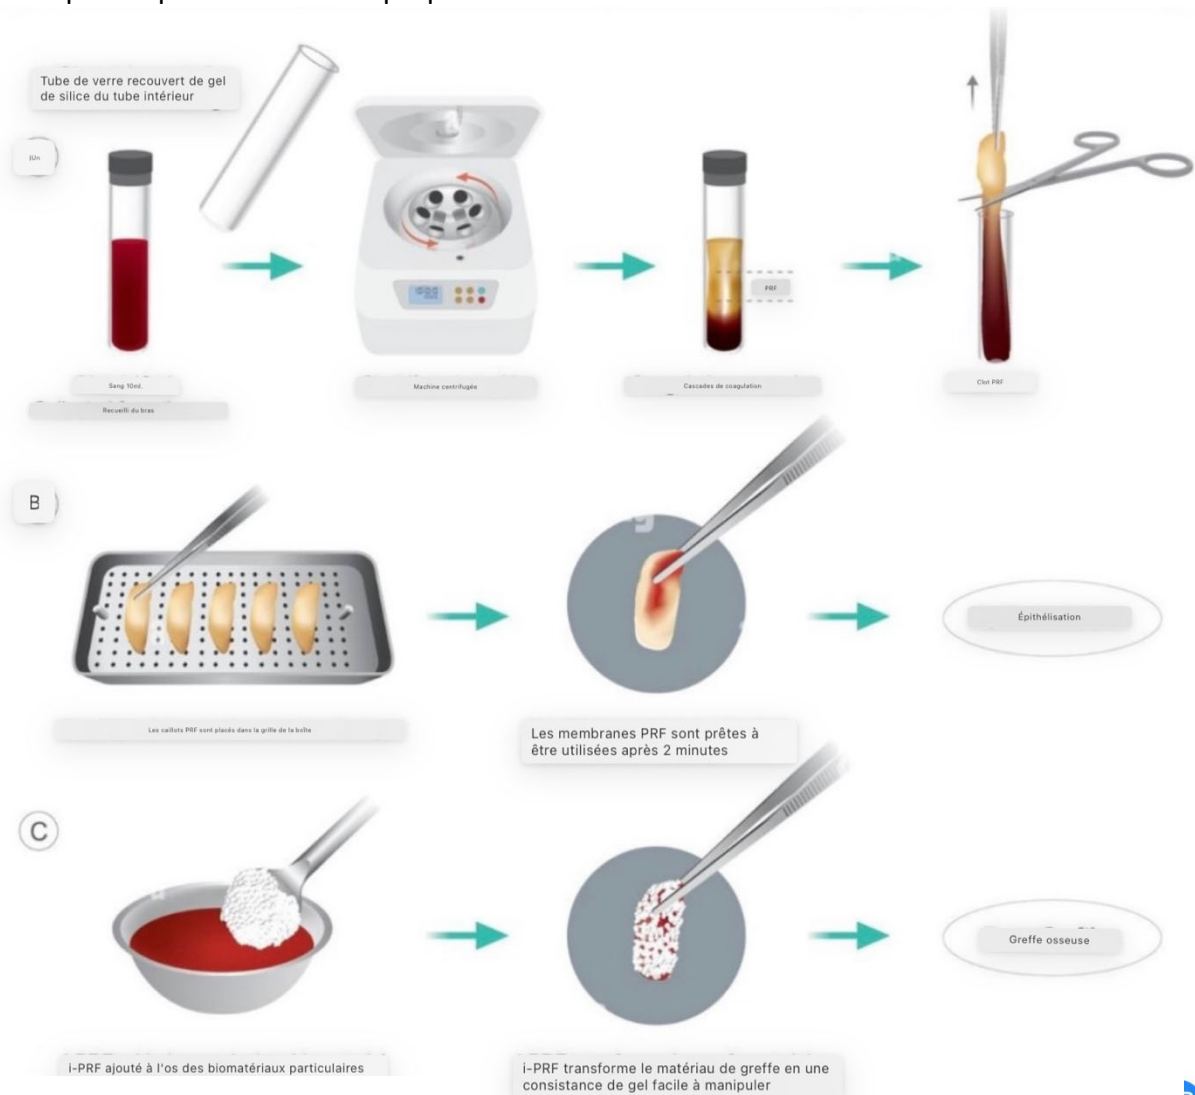 Tube de verre recouvert de gel
de silice du tube intérieur
(Un
Sang 10ml.
Recueilli du bras
Machine centrifugée
PRF
Cascades de coagulation
Clot PRF
B
Les caillots PRF sont placés dans la grille de la boîte
Les membranes PRF sont prêtes à
être utilisées après 2 minutes
Épithélisation
C
i-PRF ajouté à l'os des biomatériaux particulaires
i-PRF transforme le matériau de greffe en une
consistance de gel facile à manipuler
Greffe osseuse